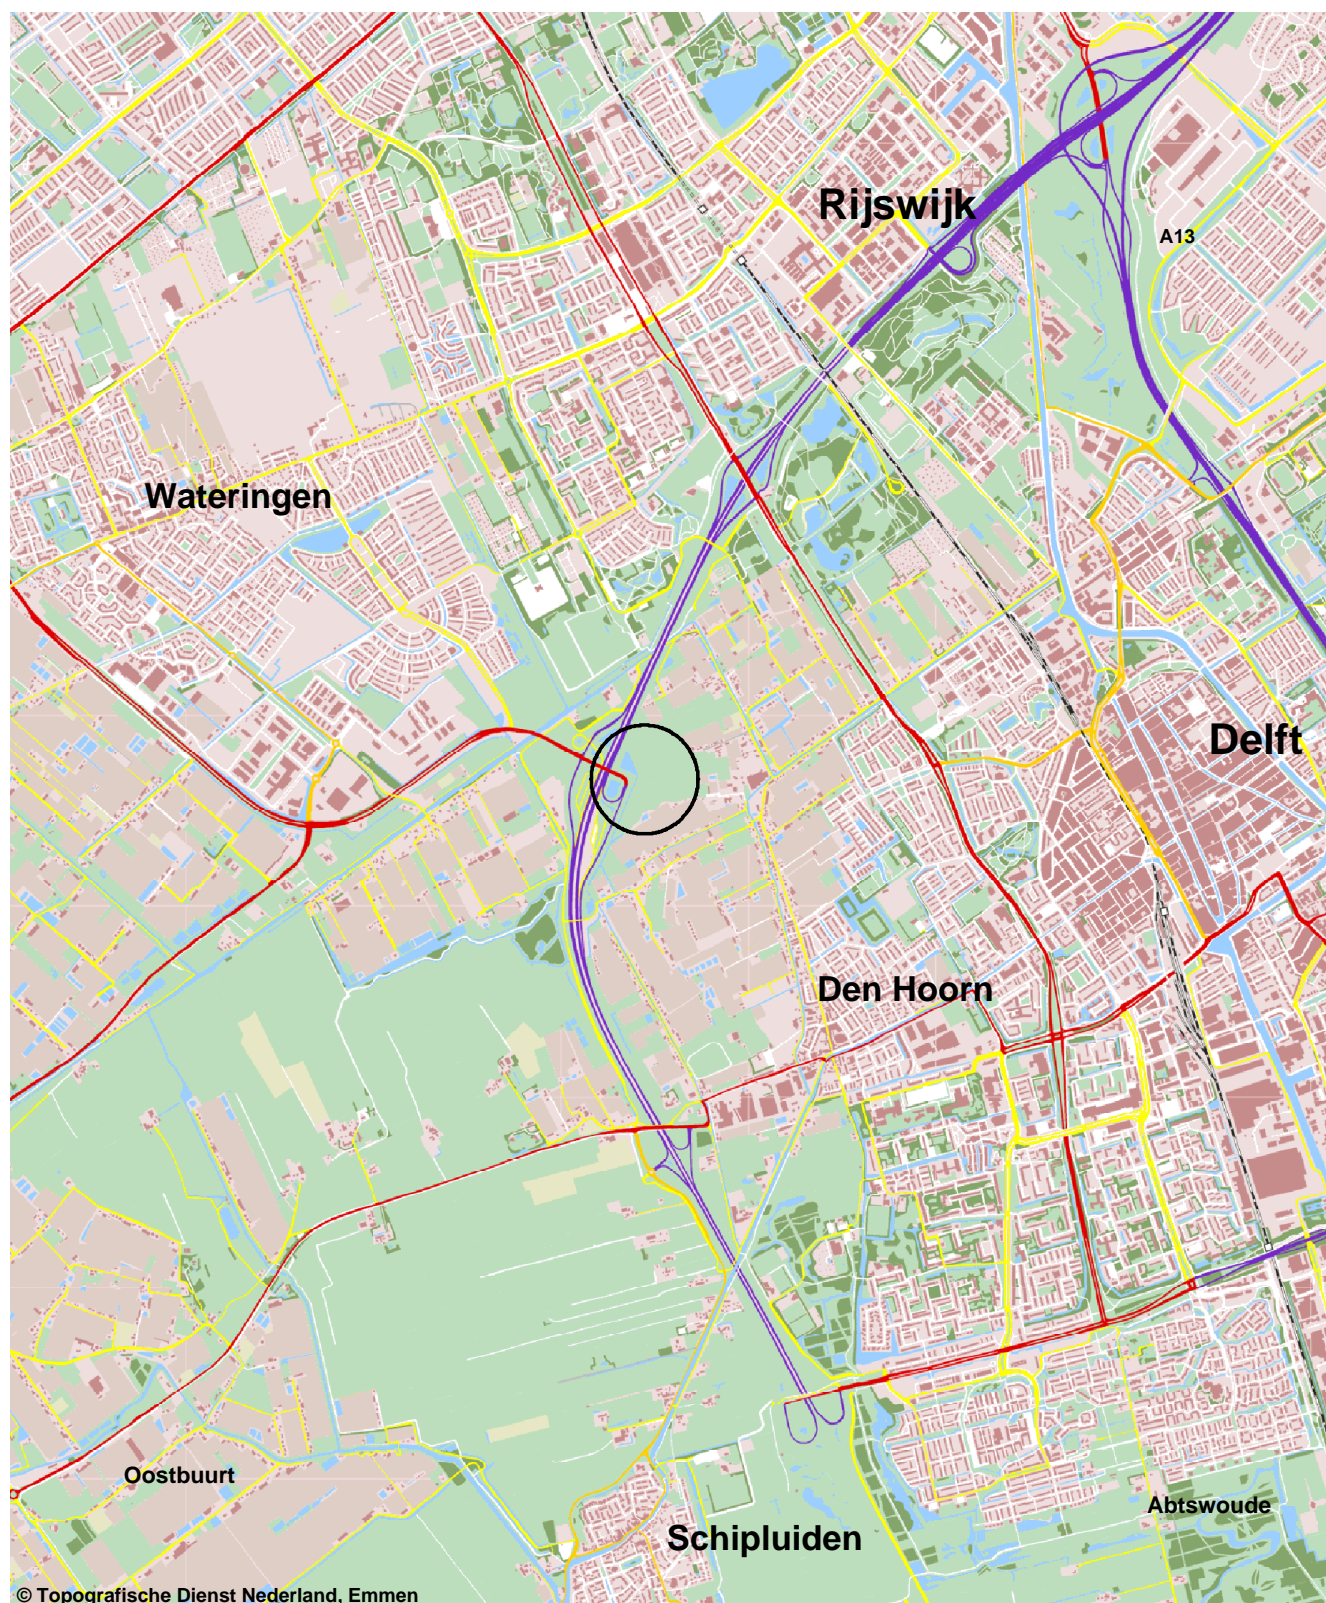 Rijswijk
A13
Wateringen
Delft
Den Hoorn
Oostbuurt
Abtswoude
Schipluiden
© Topografische Dienst Nederland, Emmen